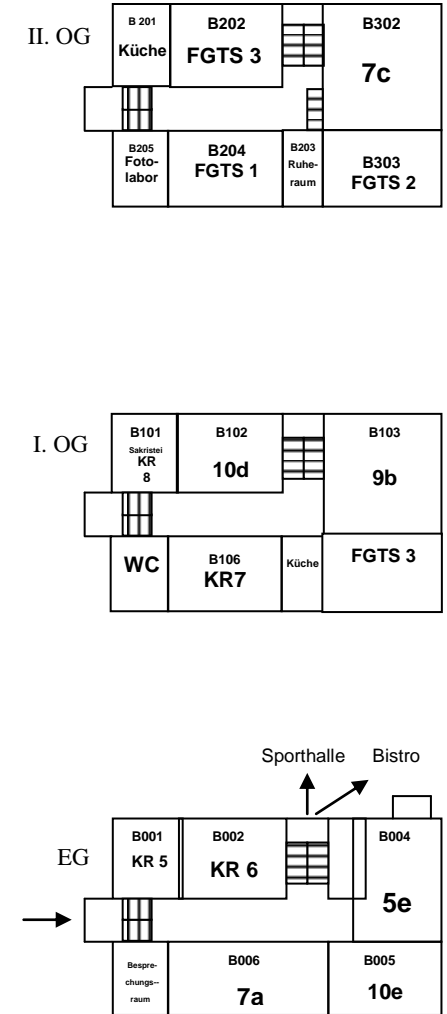 II. OG
B 201
Küche
B202
FGTS 3
B302
7c
B205
Foto-
labor
B204
FGTS 1
B203
Ruhe-
raum
B303
FGTS 2
I. OG
B101
Sakristei
KR
8
B102
10d
B103
9b
WC
B106
KR7
Küche
FGTS 3
Sporthalle Bistro
EG
B001
KR 5
B002
KR 6
B004
5e
Bespre-
chungs--
raum
B006
7a
B005
10e